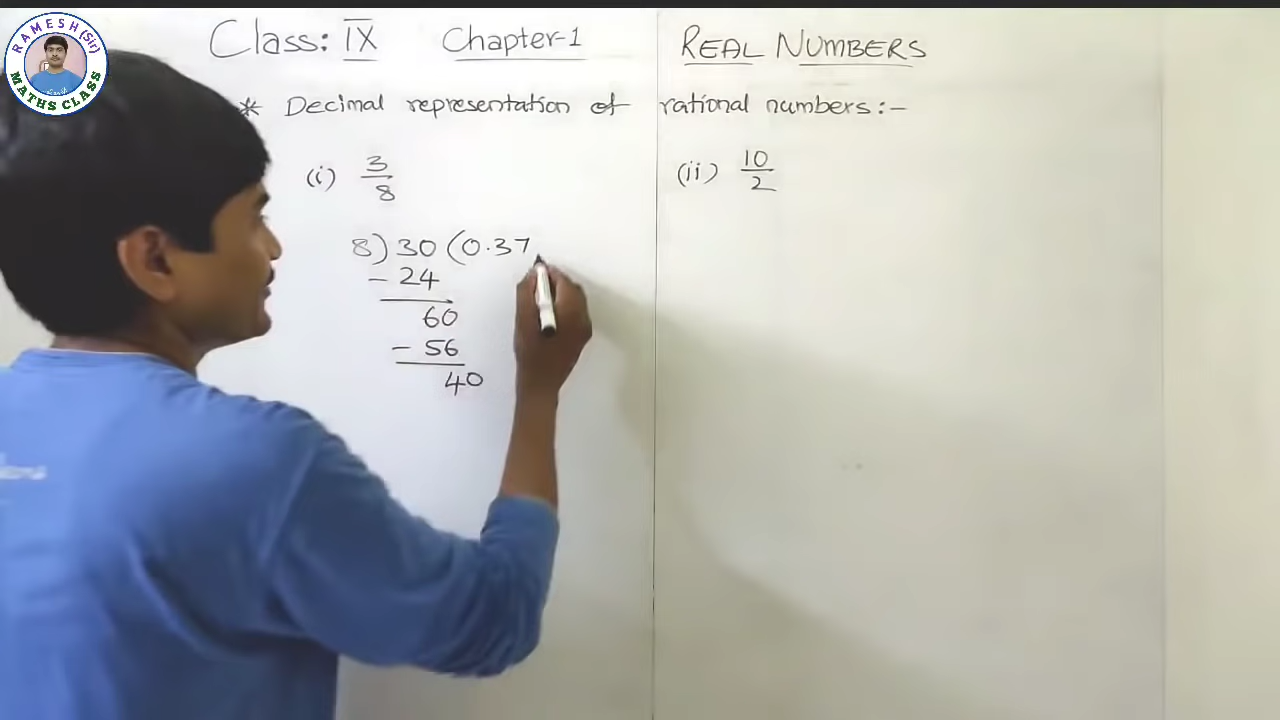 RAMESH (Sir)
MATHS CLASS
Class: IX Chapter-1 REAL NUMBERS
* Decimal representation of rational numbers:-
(i) 3/8
(ii) 10/2
8) 30 (0.37
- 24
60
- 56
40